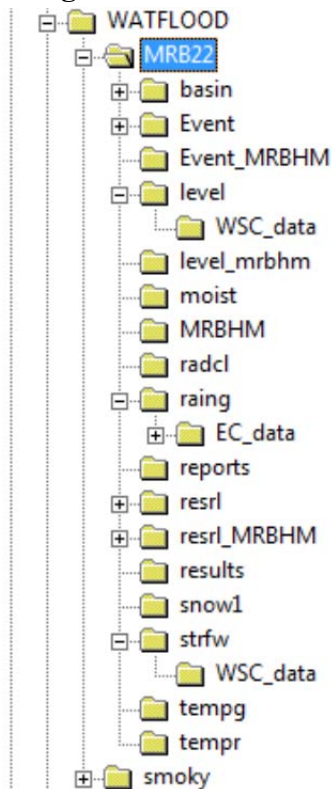 WATFLOOD
MRB22
basin
Event
Event_MRBHM
level
WSC_data
level_mrbhm
moist
MRBHM
radcl
raing
EC_data
reports
resrl
resrl_MRBHM
results
snow1
strfw
WSC_data
tempg
tempr
smoky